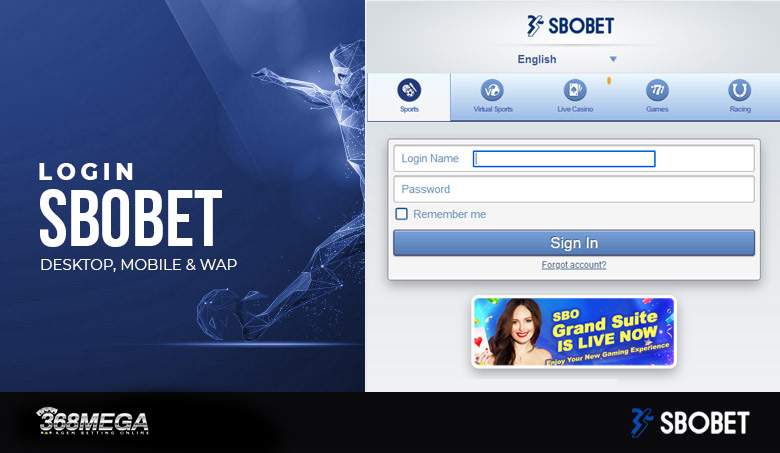 LOGIN
SBOBET
DESKTOP, MOBILE & WAP
SBOBET
English
Sports
Virtual Sports
Live Casino
Games
Racing
Login Name
Password
Remember me
Sign In
Forgot account?
SBO
Grand Suite
IS LIVE NOW
Enjoy Your New Gaming Experience
368MEGA
AGEN BETTING ONLINE
SBOBET